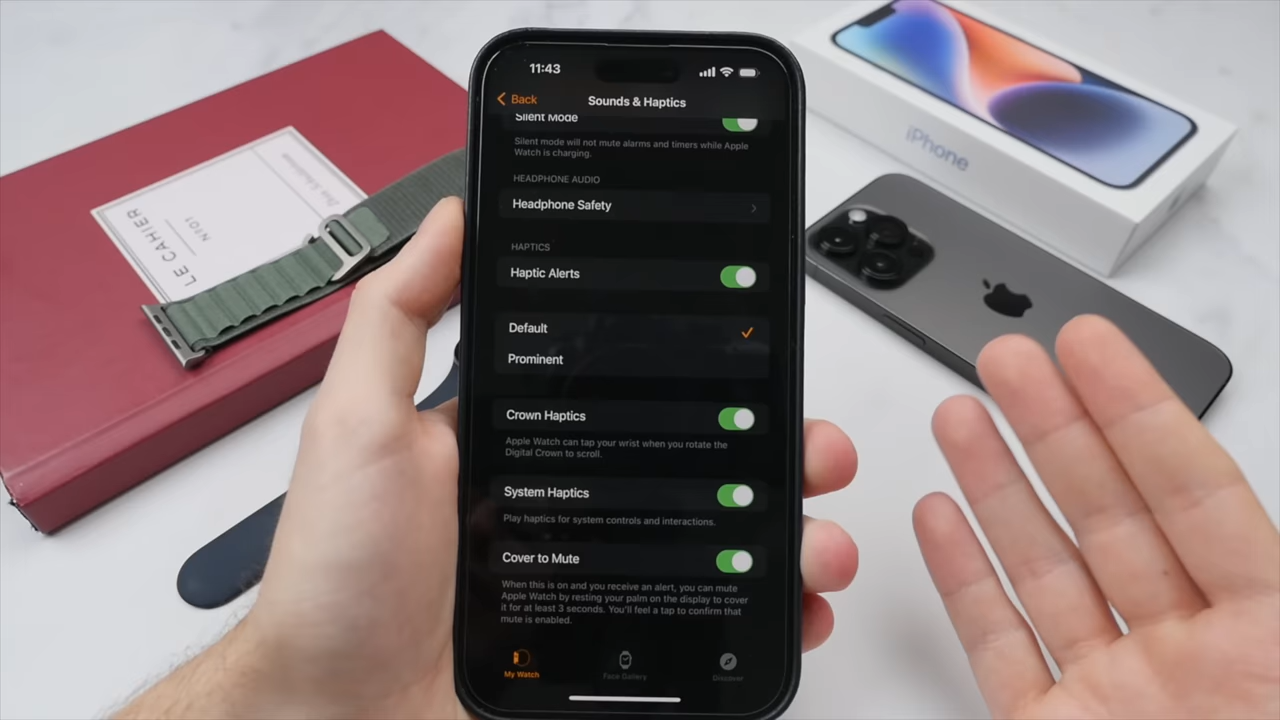 11:43
Back
Sounds & Haptics
Silent Mode
Silent mode will not mute alarms and timers while Apple
Watch is charging.
HEADPHONE AUDIO
Headphone Safety
HAPTICS
Haptic Alerts
Default
Prominent
Crown Haptics
Apple Watch can tap your wrist when you rotate the
Digital Crown to scroll.
System Haptics
Play haptics for system controls and interactions.
Cover to Mute
When this is on and you receive an alert, you can mute
Apple Watch by resting your palm on the display to cover
it for at least 3 seconds. You'll feel a tap to confirm that
mute is enabled.
My Watch
Face Gallery
Discover
LE CAHIER
N°01
iPhone